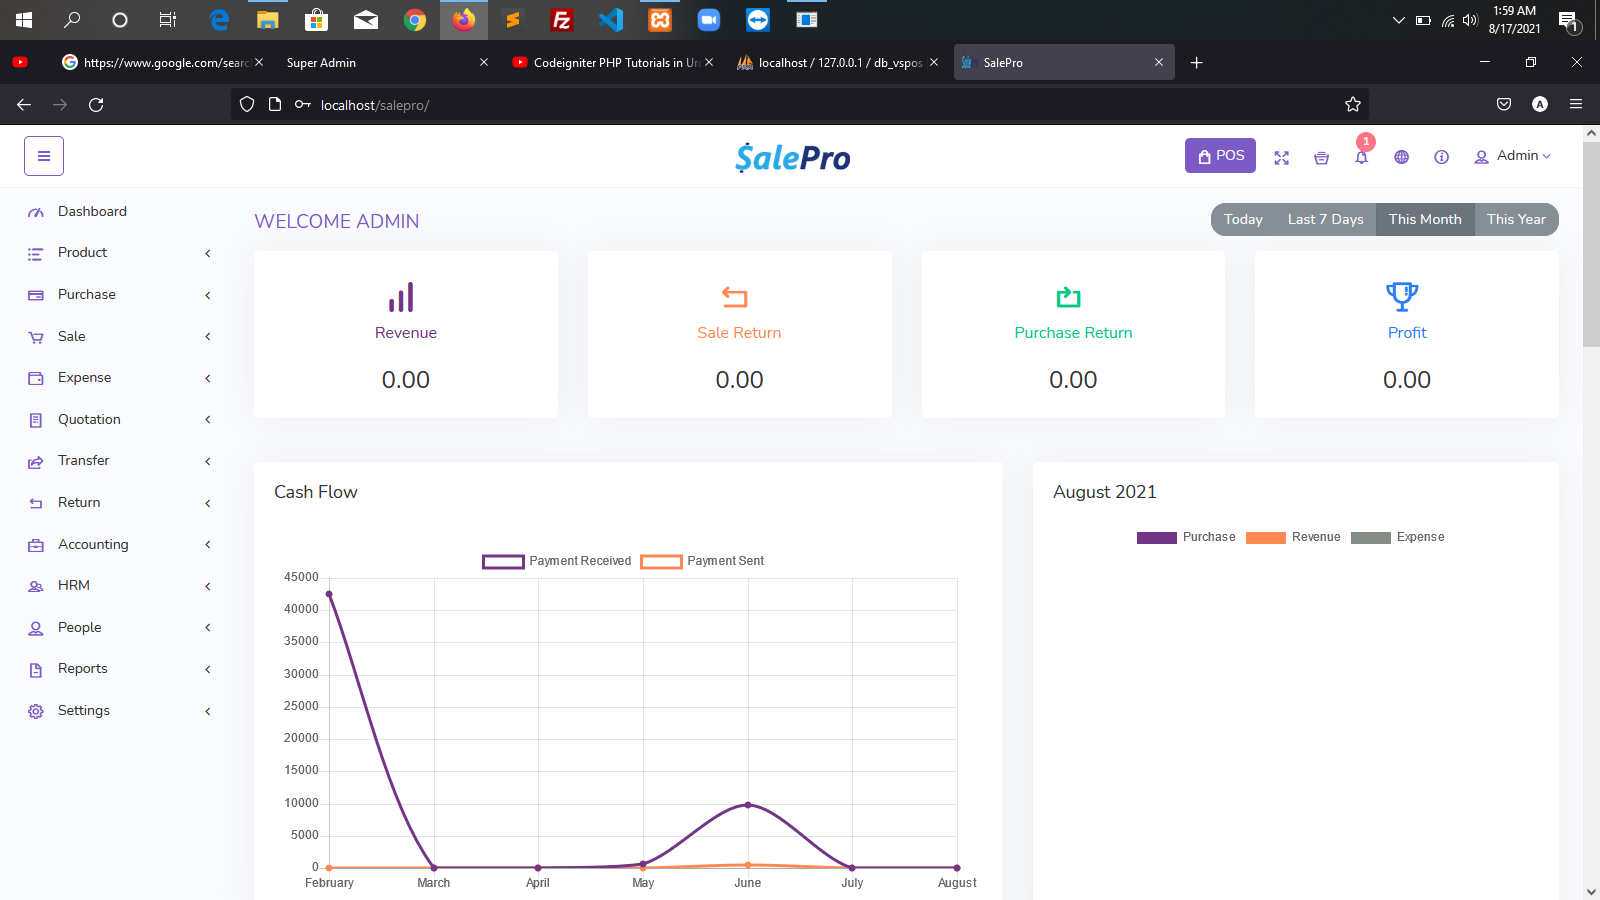 1:59 AM
8/17/2021
1
https://www.google.com/searc
Super Admin
Codeigniter PHP Tutorials in Ur
localhost / 127.0.0.1 / db_vspos
SalePro
localhost/salepro/
A
$alePro
POS
1
Admin
Dashboard
Product
Purchase
Sale
Expense
Quotation
Transfer
Return
Accounting
HRM
People
Reports
Settings
WELCOME ADMIN
Today
Last 7 Days
This Month
This Year
Revenue
0.00
Sale Return
0.00
Purchase Return
0.00
Profit
0.00
Cash Flow
Payment Received
Payment Sent
45000
40000
35000
30000
25000
20000
15000
10000
5000
0
February
March
April
May
June
July
August
August 2021
Purchase
Revenue
Expense